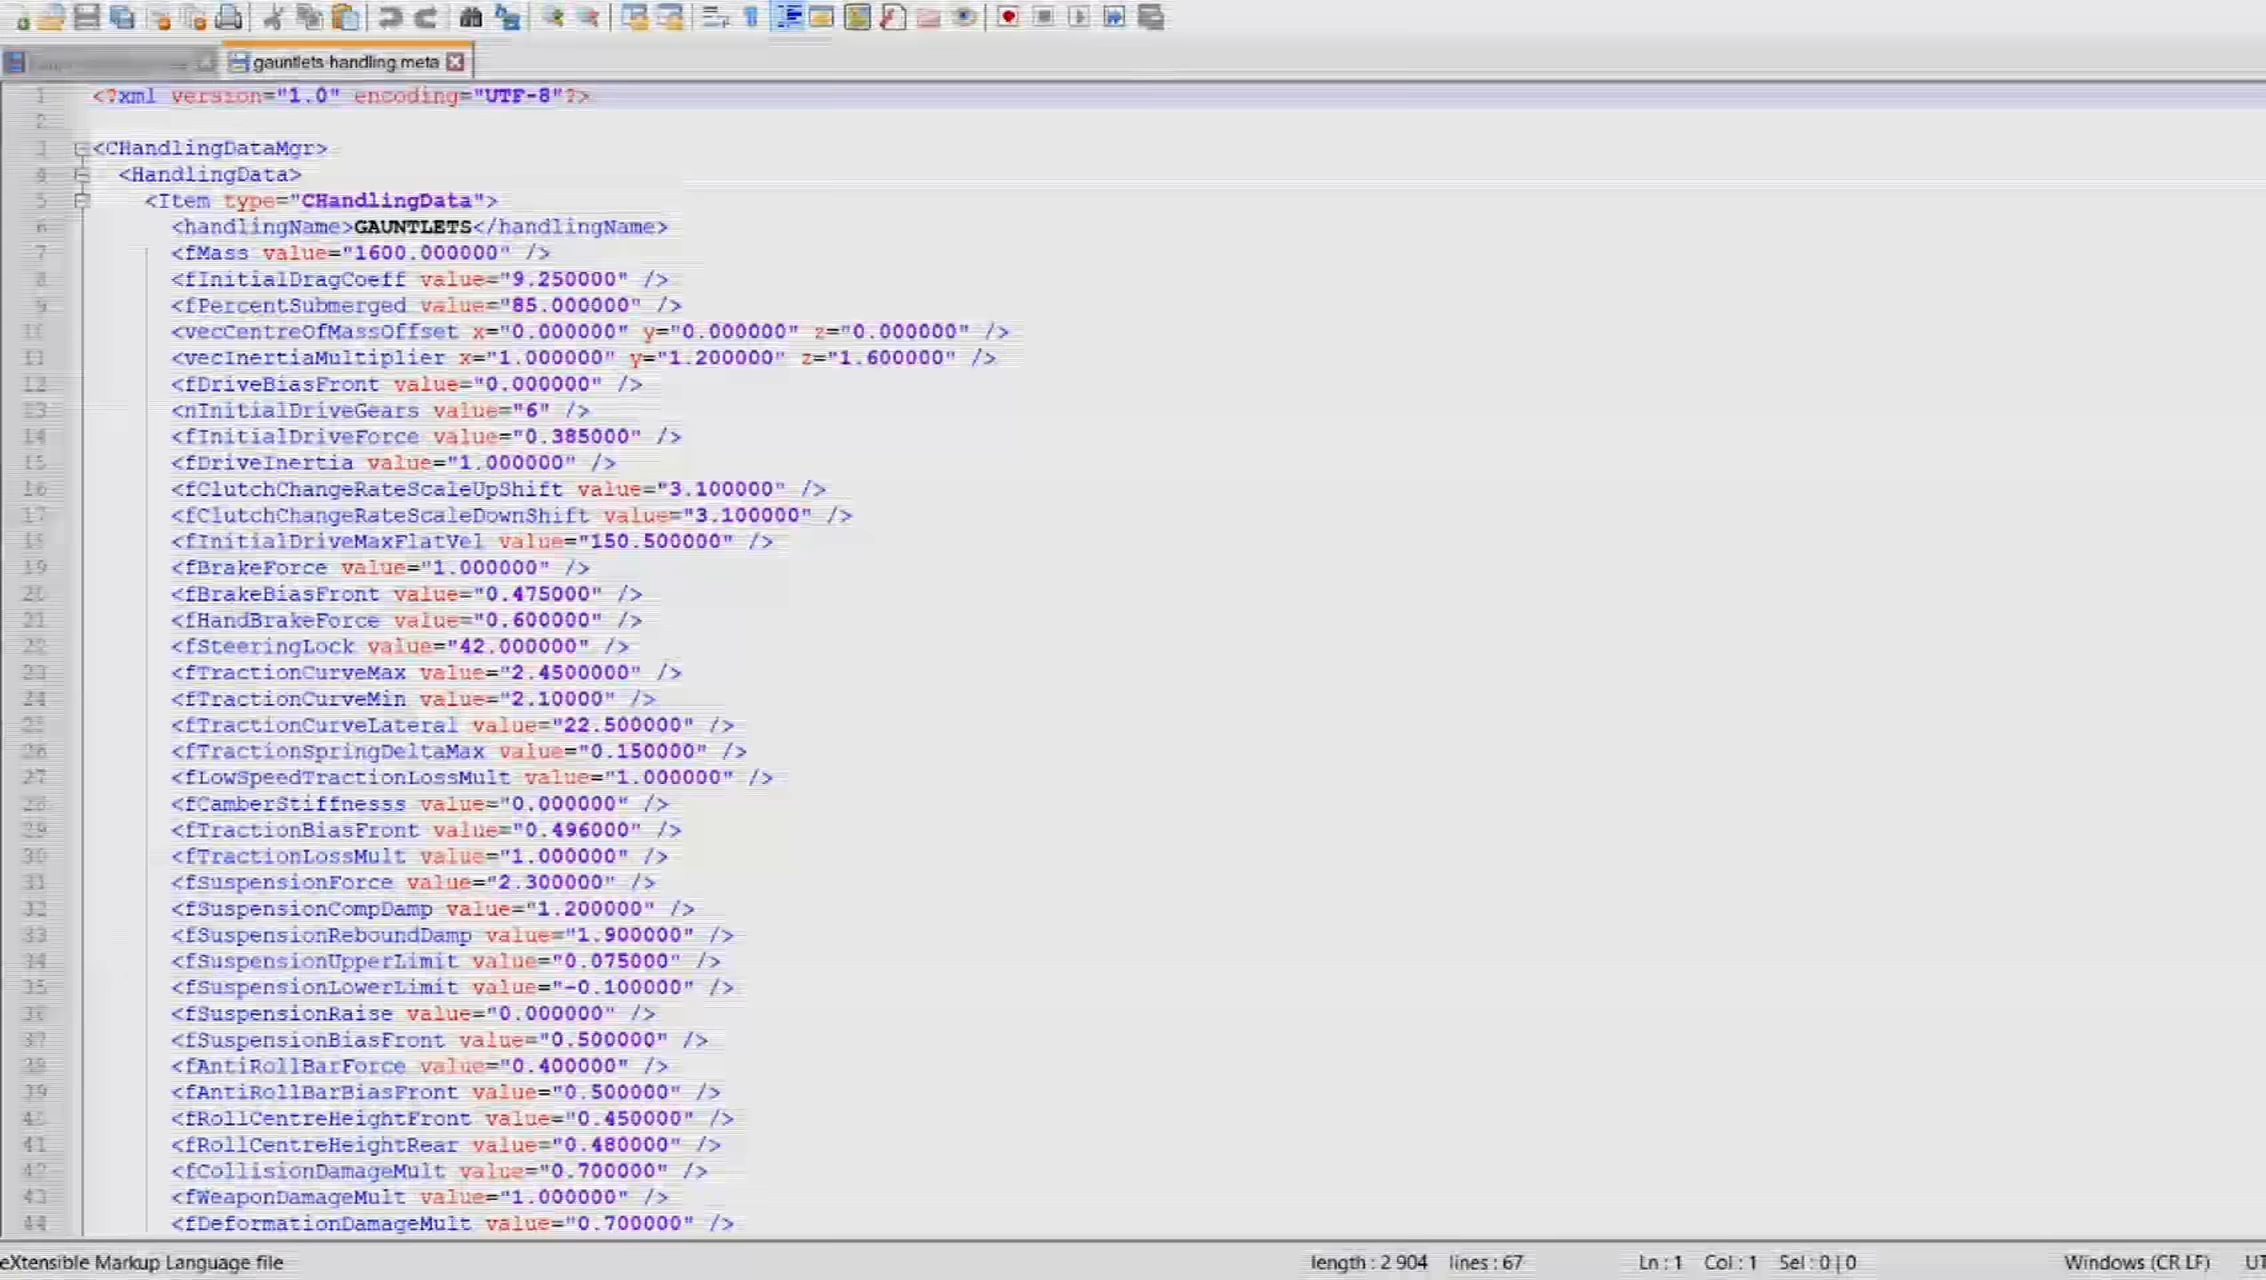 gauntlets-handling.meta
1 <?xml version="1.0" encoding="UTF-8"?>
2
3 <CHandlingDataMgr>
4 <HandlingData>
5 <Item type="CHandlingData">
6 <handlingName>GAUNTLETS</handlingName>
7 <fMass value="1600.000000" />
8 <fInitialDragCoeff value="9.250000" />
9 <fPercentSubmerged value="85.000000" />
10 <vecCentreOfMassOffset x="0.000000" y="0.000000" z="0.000000" />
11 <vecInertiaMultiplier x="1.000000" y="1.200000" z="1.600000" />
12 <fDriveBiasFront value="0.000000" />
13 <nInitialDriveGears value="6" />
14 <fInitialDriveForce value="0.385000" />
15 <fDriveInertia value="1.000000" />
16 <fClutchChangeRateScaleUpShift value="3.100000" />
17 <fClutchChangeRateScaleDownShift value="3.100000" />
18 <fInitialDriveMaxFlatVel value="150.500000" />
19 <fBrakeForce value="1.000000" />
20 <fBrakeBiasFront value="0.475000" />
21 <fHandBrakeForce value="0.600000" />
22 <fSteeringLock value="42.000000" />
23 <fTractionCurveMax value="2.4500000" />
24 <fTractionCurveMin value="2.10000" />
25 <fTractionCurveLateral value="22.500000" />
26 <fTractionSpringDeltaMax value="0.150000" />
27 <fLowSpeedTractionLossMult value="1.000000" />
28 <fCamberStiffnesss value="0.000000" />
29 <fTractionBiasFront value="0.496000" />
30 <fTractionLossMult value="1.000000" />
31 <fSuspensionForce value="2.300000" />
32 <fSuspensionCompDamp value="1.200000" />
33 <fSuspensionReboundDamp value="1.900000" />
34 <fSuspensionUpperLimit value="0.075000" />
35 <fSuspensionLowerLimit value="-0.100000" />
36 <fSuspensionRaise value="0.000000" />
37 <fSuspensionBiasFront value="0.500000" />
38 <fAntiRollBarForce value="0.400000" />
39 <fAntiRollBarBiasFront value="0.500000" />
40 <fRollCentreHeightFront value="0.450000" />
41 <fRollCentreHeightRear value="0.480000" />
42 <fCollisionDamageMult value="0.700000" />
43 <fWeaponDamageMult value="1.000000" />
44 <fDeformationDamageMult value="0.700000" />
eXtensible Markup Language file length : 2 904 lines : 67 Ln : 1 Col : 1 Sel : 0 | 0 Windows (CR LF)